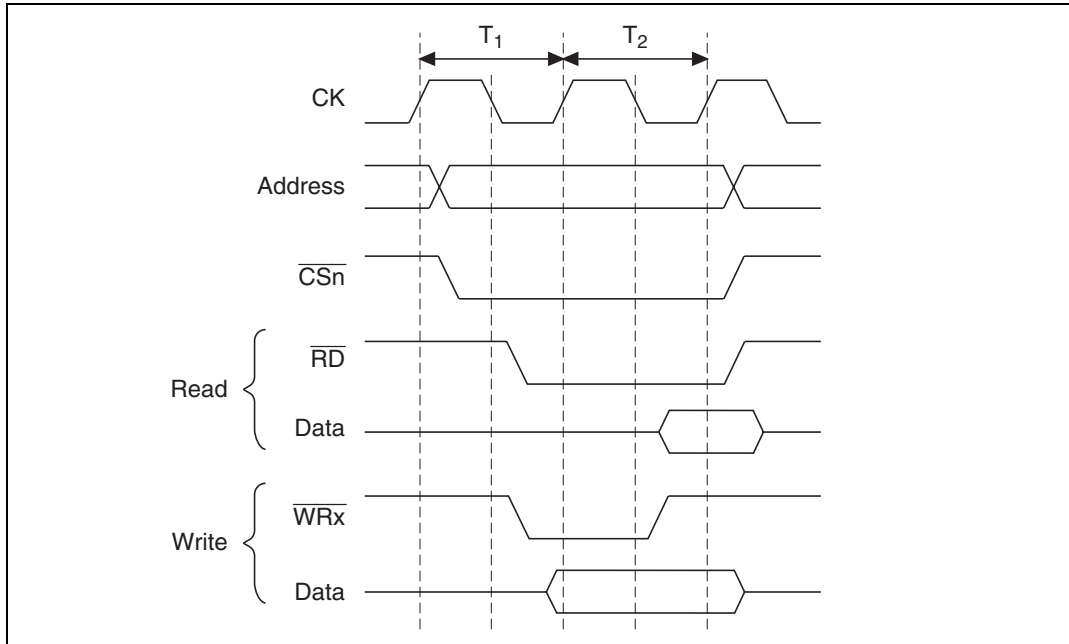 T1 T2
CK
Address
CSn
RD
Read
Data
WRx
Write
Data